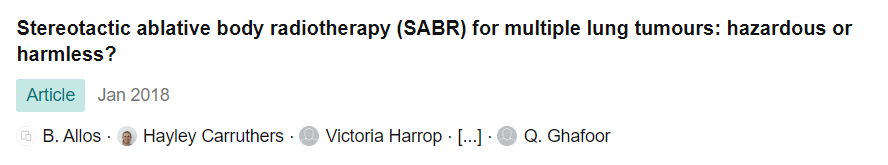 Stereotactic ablative body radiotherapy (SABR) for multiple lung tumours: hazardous or
harmless?
Article Jan 2018
B. Allos · Hayley Carruthers · Victoria Harrop · [...] · Q. Ghafoor